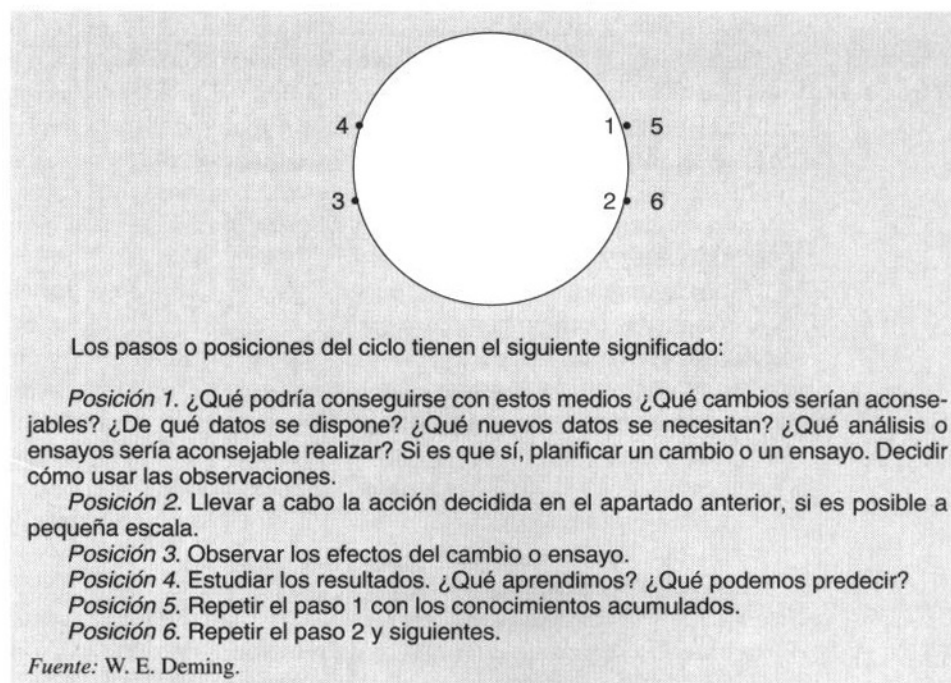 4 1 5
3 2 6
Los pasos o posiciones del ciclo tienen el siguiente significado:
Posición 1. ¿Qué podría conseguirse con estos medios ¿Qué cambios serían aconse-
jables? ¿De qué datos se dispone? ¿Qué nuevos datos se necesitan? ¿Qué análisis o
ensayos sería aconsejable realizar? Si es que sí, planificar un cambio o un ensayo. Decidir
cómo usar las observaciones.
Posición 2. Llevar a cabo la acción decidida en el apartado anterior, si es posible a
pequeña escala.
Posición 3. Observar los efectos del cambio o ensayo.
Posición 4. Estudiar los resultados. ¿Qué aprendimos? ¿Qué podemos predecir?
Posición 5. Repetir el paso 1 con los conocimientos acumulados.
Posición 6. Repetir el paso 2 y siguientes.
Fuente: W. E. Deming.